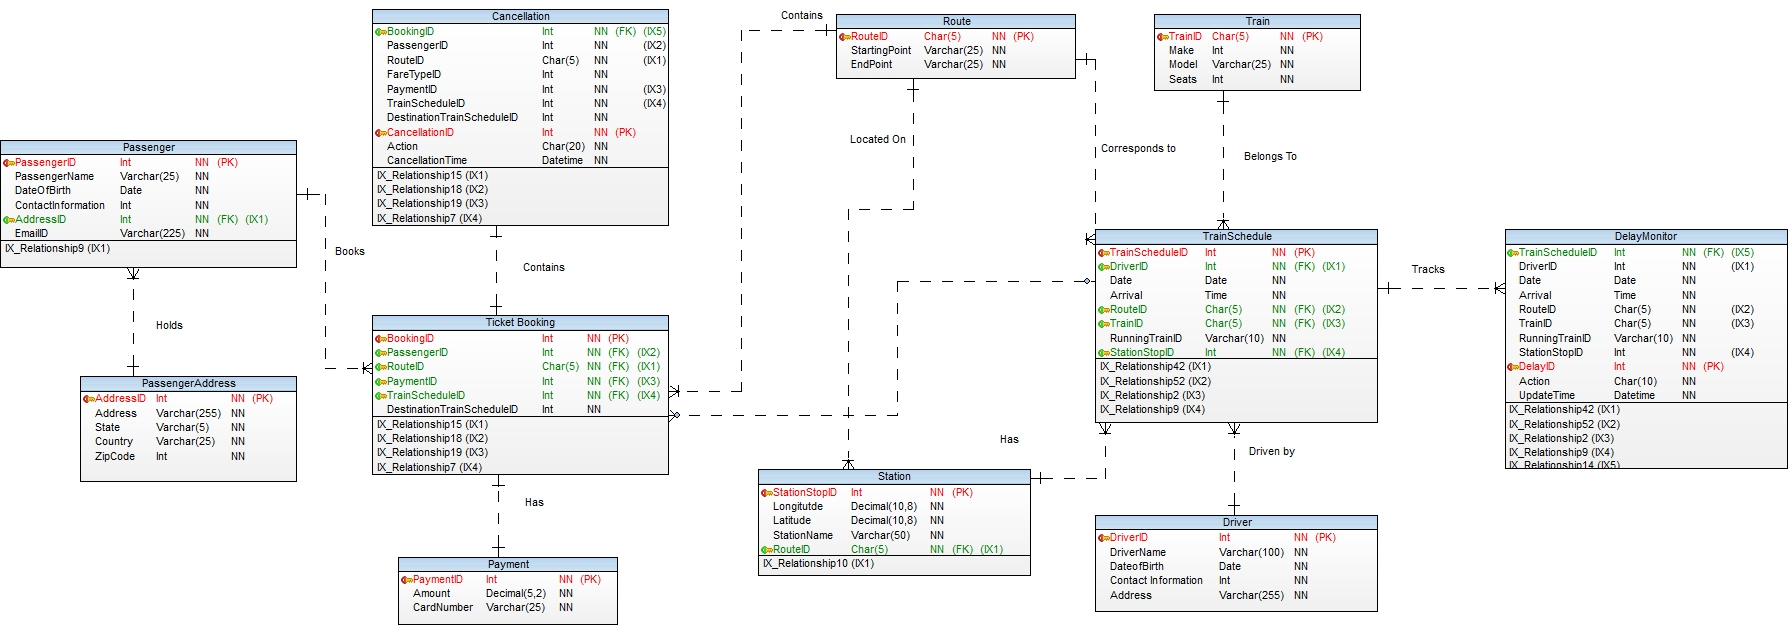 Cancellation
BookingID Int NN (FK) (IX5)
PassengerID Int NN (IX2)
RouteID Char(5) NN (IX1)
FareTypeID Int NN
PaymentID Int NN (IX3)
TrainScheduleID Int NN (IX4)
DestinationTrainScheduleID Int NN
CancellationID Int NN (PK)
Action Char(20) NN
CancellationTime Datetime NN
IX_Relationship15 (IX1)
IX_Relationship18 (IX2)
IX_Relationship19 (IX3)
IX_Relationship7 (IX4)
Contains
Route
RouteID Char(5) NN (PK)
StartingPoint Varchar(25) NN
EndPoint Varchar(25) NN
Train
TrainID Char(5) NN (PK)
Make Int NN
Model Varchar(25) NN
Seats Int NN
Located On
Corresponds to
Belongs To
Passenger
PassengerID Int NN (PK)
PassengerName Varchar(25) NN
DateOfBirth Date NN
ContactInformation Int NN
AddressID Int NN (FK) (IX1)
EmailID Varchar(225) NN
IX_Relationship9 (IX1)
Books
Contains
Holds
TrainSchedule
TrainScheduleID Int NN (PK)
DriverID Int NN (FK) (IX1)
Date Date NN
Arrival Time NN
RouteID Char(5) NN (FK) (IX2)
TrainID Char(5) NN (FK) (IX3)
RunningTrainID Varchar(10) NN
StationStopID Int NN (FK) (IX4)
IX_Relationship42 (IX1)
IX_Relationship52 (IX2)
IX_Relationship2 (IX3)
IX_Relationship9 (IX4)
Tracks
DelayMonitor
TrainScheduleID Int NN (FK) (IX5)
DriverID Int NN (IX1)
Date Date NN
Arrival Time NN
RouteID Char(5) NN (IX2)
TrainID Char(5) NN (IX3)
RunningTrainID Varchar(10) NN
StationStopID Int NN (IX4)
DelayID Int NN (PK)
Action Char(10) NN
UpdateTime Datetime NN
IX_Relationship42 (IX1)
IX_Relationship52 (IX2)
IX_Relationship2 (IX3)
IX_Relationship9 (IX4)
IX_Relationship14 (IX5)
Ticket Booking
BookingID Int NN (PK)
PassengerID Int NN (FK) (IX2)
RouteID Char(5) NN (FK) (IX1)
PaymentID Int NN (FK) (IX3)
TrainScheduleID Int NN (FK) (IX4)
DestinationTrainScheduleID Int NN
IX_Relationship15 (IX1)
IX_Relationship18 (IX2)
IX_Relationship19 (IX3)
IX_Relationship7 (IX4)
PassengerAddress
AddressID Int NN (PK)
Address Varchar(255) NN
State Varchar(5) NN
Country Varchar(25) NN
ZipCode Int NN
Has
Has
Driven by
Station
StationStopID Int NN (PK)
Longitutde Decimal(10,8) NN
Latitude Decimal(10,8) NN
StationName Varchar(50) NN
RouteID Char(5) NN (FK) (IX1)
IX_Relationship10 (IX1)
Driver
DriverID Int NN (PK)
DriverName Varchar(100) NN
DateofBirth Date NN
Contact Information Int NN
Address Varchar(255) NN
Payment
PaymentID Int NN (PK)
Amount Decimal(5,2) NN
CardNumber Varchar(25) NN